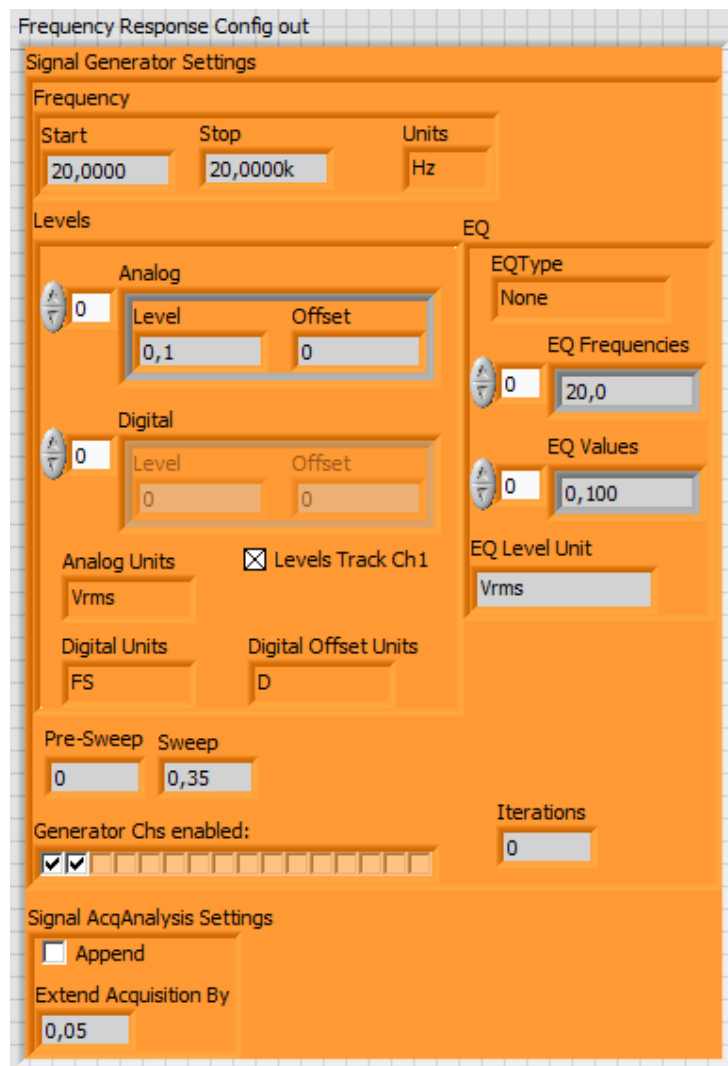 Frequency Response Config out
Signal Generator Settings
Frequency
Start Stop Units
20,0000 20,0000k Hz
Levels
Analog
0
Level Offset
0,1 0
Digital
0
Level Offset
0 0
Analog Units
Vrms
Levels Track Ch1
Digital Units Digital Offset Units
FS D
EQ
EQType
None
EQ Frequencies
0 20,0
EQ Values
0 0,100
EQ Level Unit
Vrms
Pre-Sweep Sweep
0 0,35
Generator Chs enabled:
Iterations
0
Signal AcqAnalysis Settings
Append
Extend Acquisition By
0,05